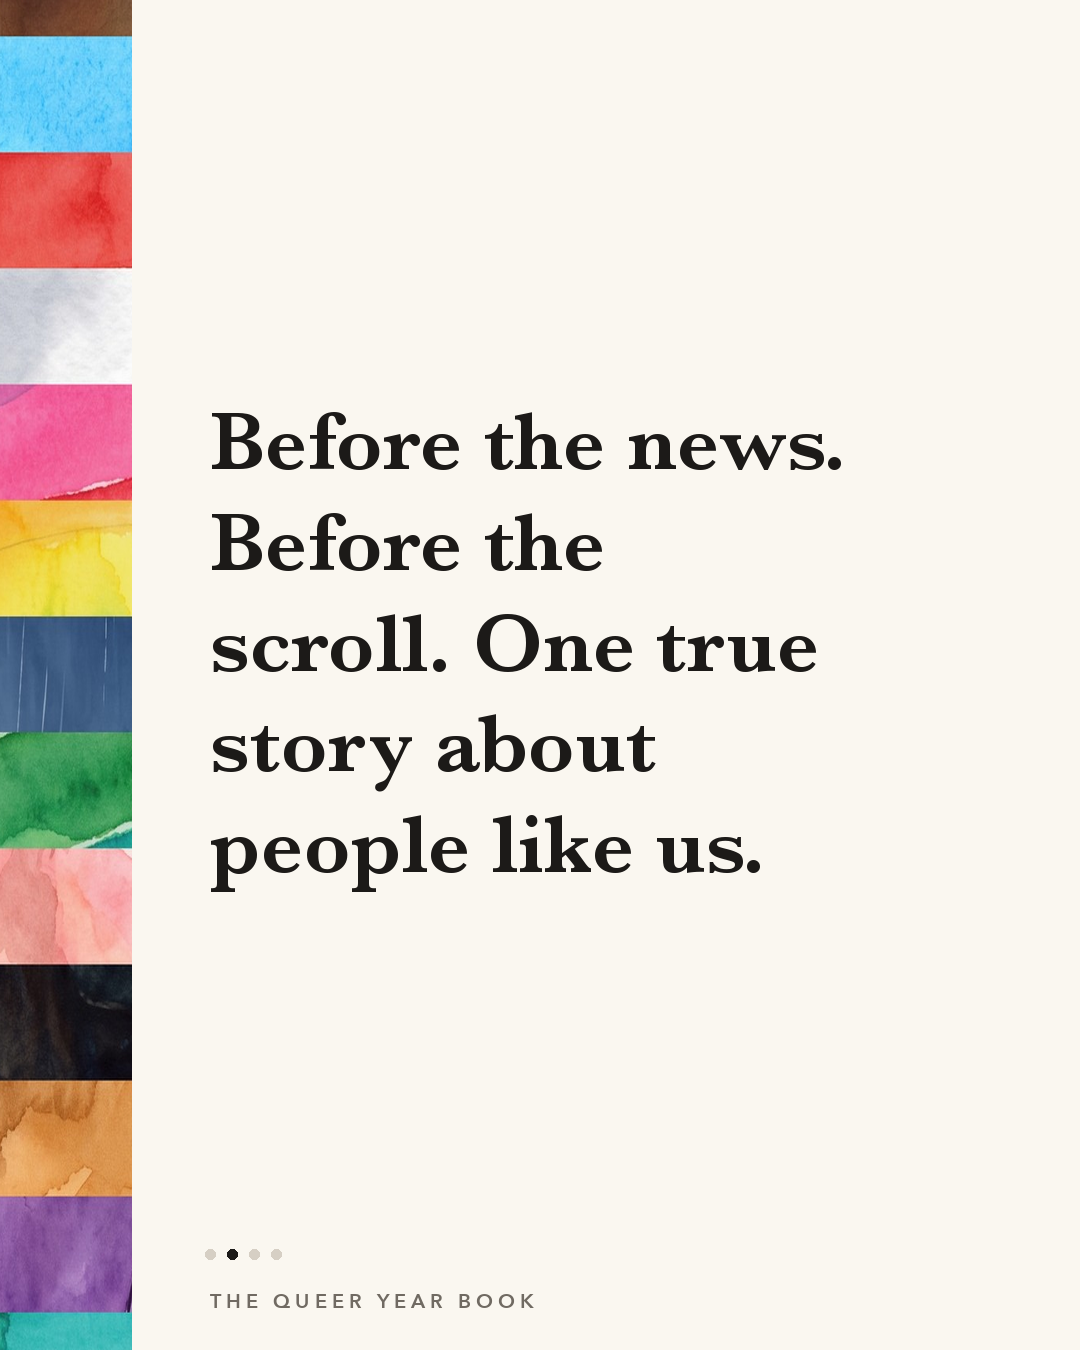 Before the news.
Before the
scroll. One true
story about
people like us.
THE QUEER YEAR BOOK